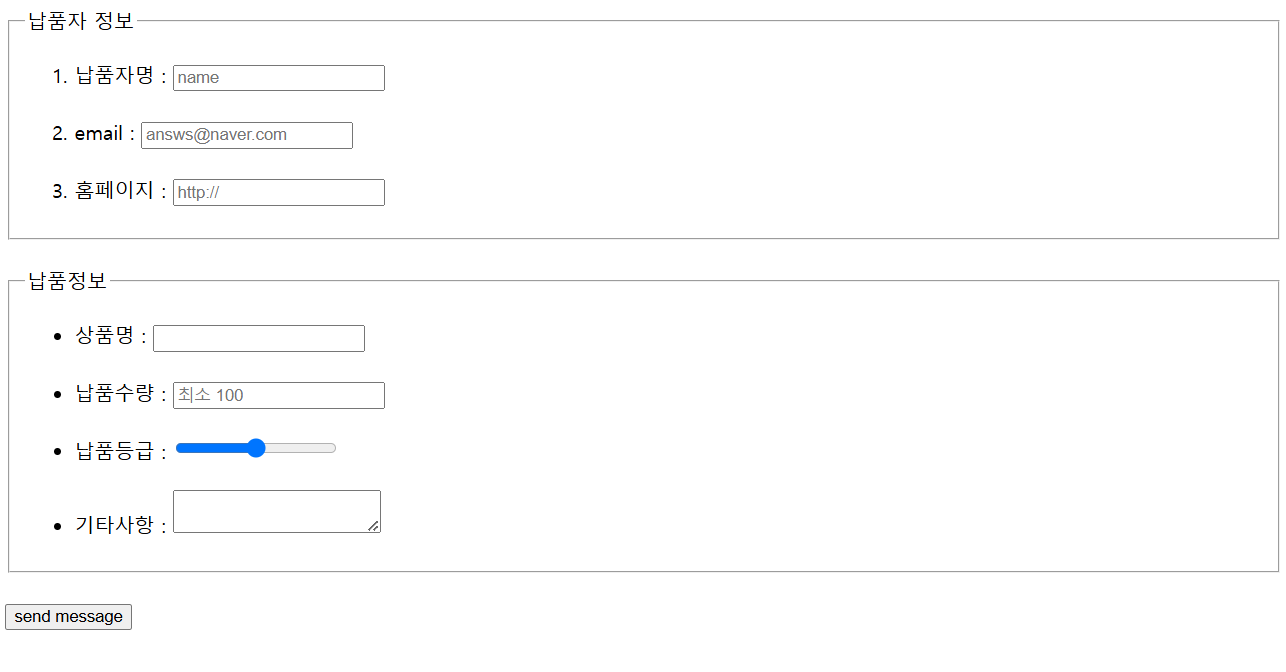 납품자 정보
1. 납품자명 : name
2. email : answs@naver.com
3. 홈페이지 : http://
납품정보
• 상품명 :
• 납품수량 : 최소 100
• 납품등급 :
• 기타사항 :
send message